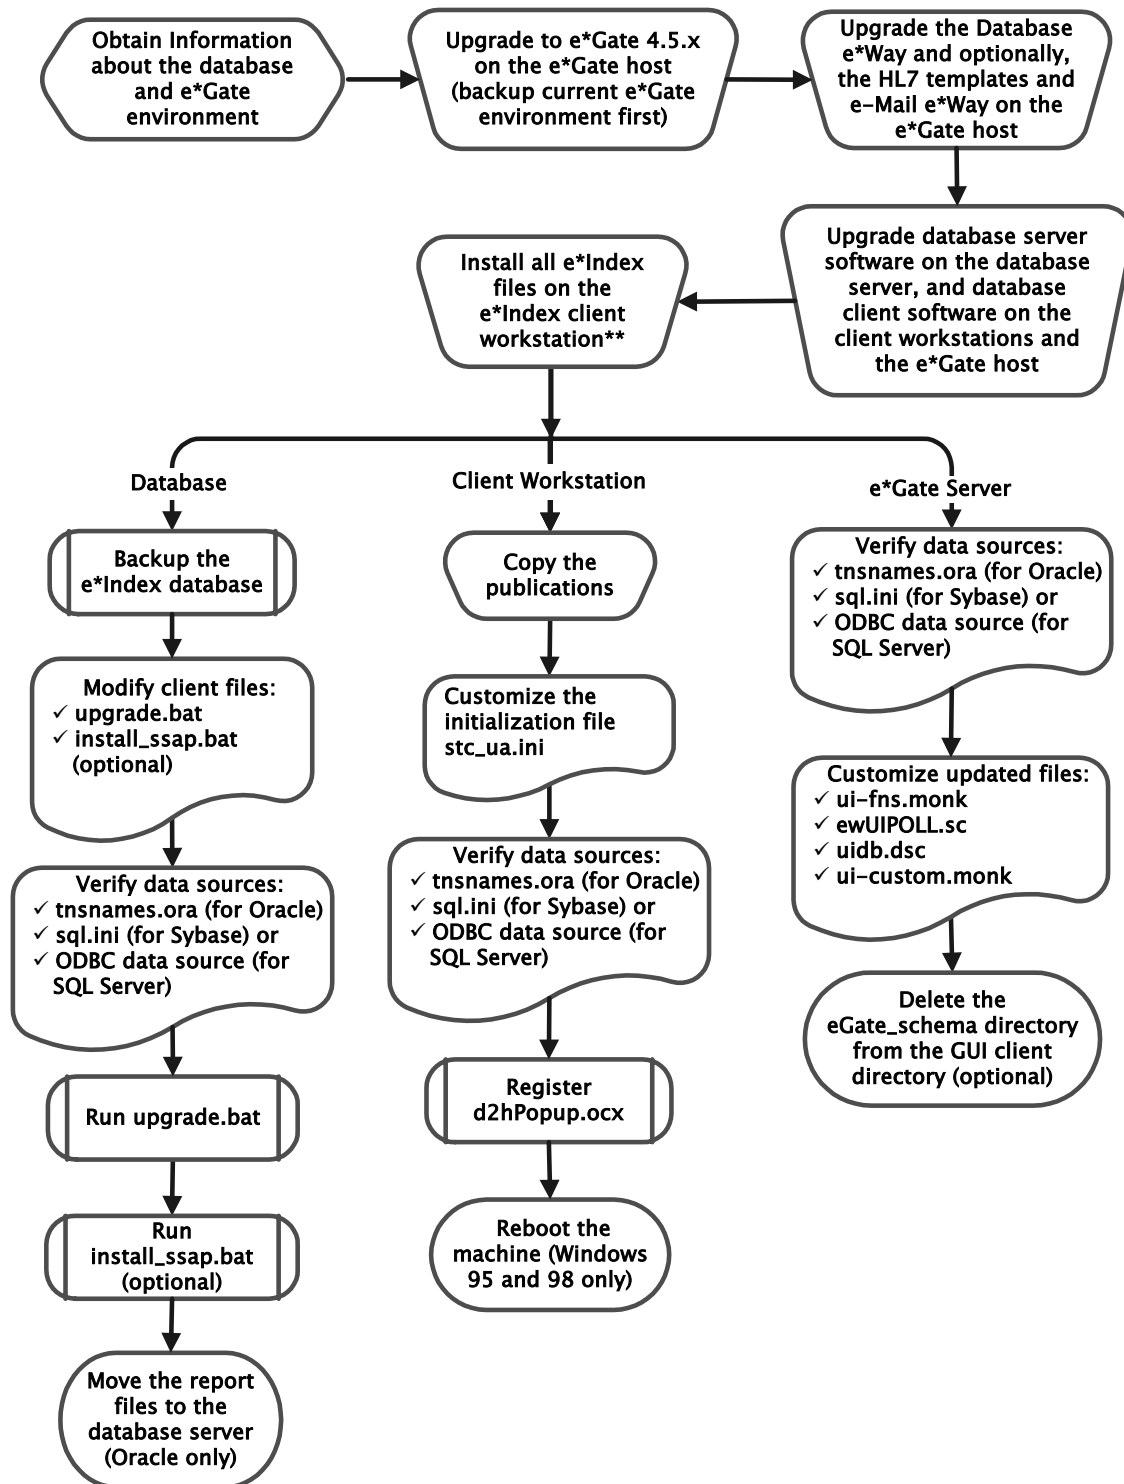 Obtain Information
about the database
and e*Gate
environment
Upgrade to e*Gate 4.5.x
on the e*Gate host
(backup current e*Gate
environment first)
Upgrade the Database
e*Way and optionally,
the HL7 templates and
e-Mail e*Way on the
e*Gate host
Upgrade database server
software on the database
server, and database
client software on the
client workstations and
the e*Gate host
Install all e*Index
files on the
e*Index client
workstation**
Database
Backup the
e*Index database
Modify client files:
✓ upgrade.bat
✓ install_ssap.bat
(optional)
Verify data sources:
✓ tnsnames.ora (for Oracle)
✓ sql.ini (for Sybase) or
✓ ODBC data source (for
SQL Server)
Run upgrade.bat
Run
install_ssap.bat
(optional)
Move the report
files to the
database server
(Oracle only)
Client Workstation
Copy the
publications
Customize the
initialization file
stc_ua.ini
Verify data sources:
✓ tnsnames.ora (for Oracle)
✓ sql.ini (for Sybase) or
✓ ODBC data source (for
SQL Server)
Register
d2hPopup.ocx
Reboot the
machine (Windows
95 and 98 only)
e*Gate Server
Verify data sources:
✓ tnsnames.ora (for Oracle)
✓ sql.ini (for Sybase) or
✓ ODBC data source (for
SQL Server)
Customize updated files:
✓ ui-fns.monk
✓ ewUIPOLL.sc
✓ uidb.dsc
✓ ui-custom.monk
Delete the
eGate_schema directory
from the GUI client
directory (optional)